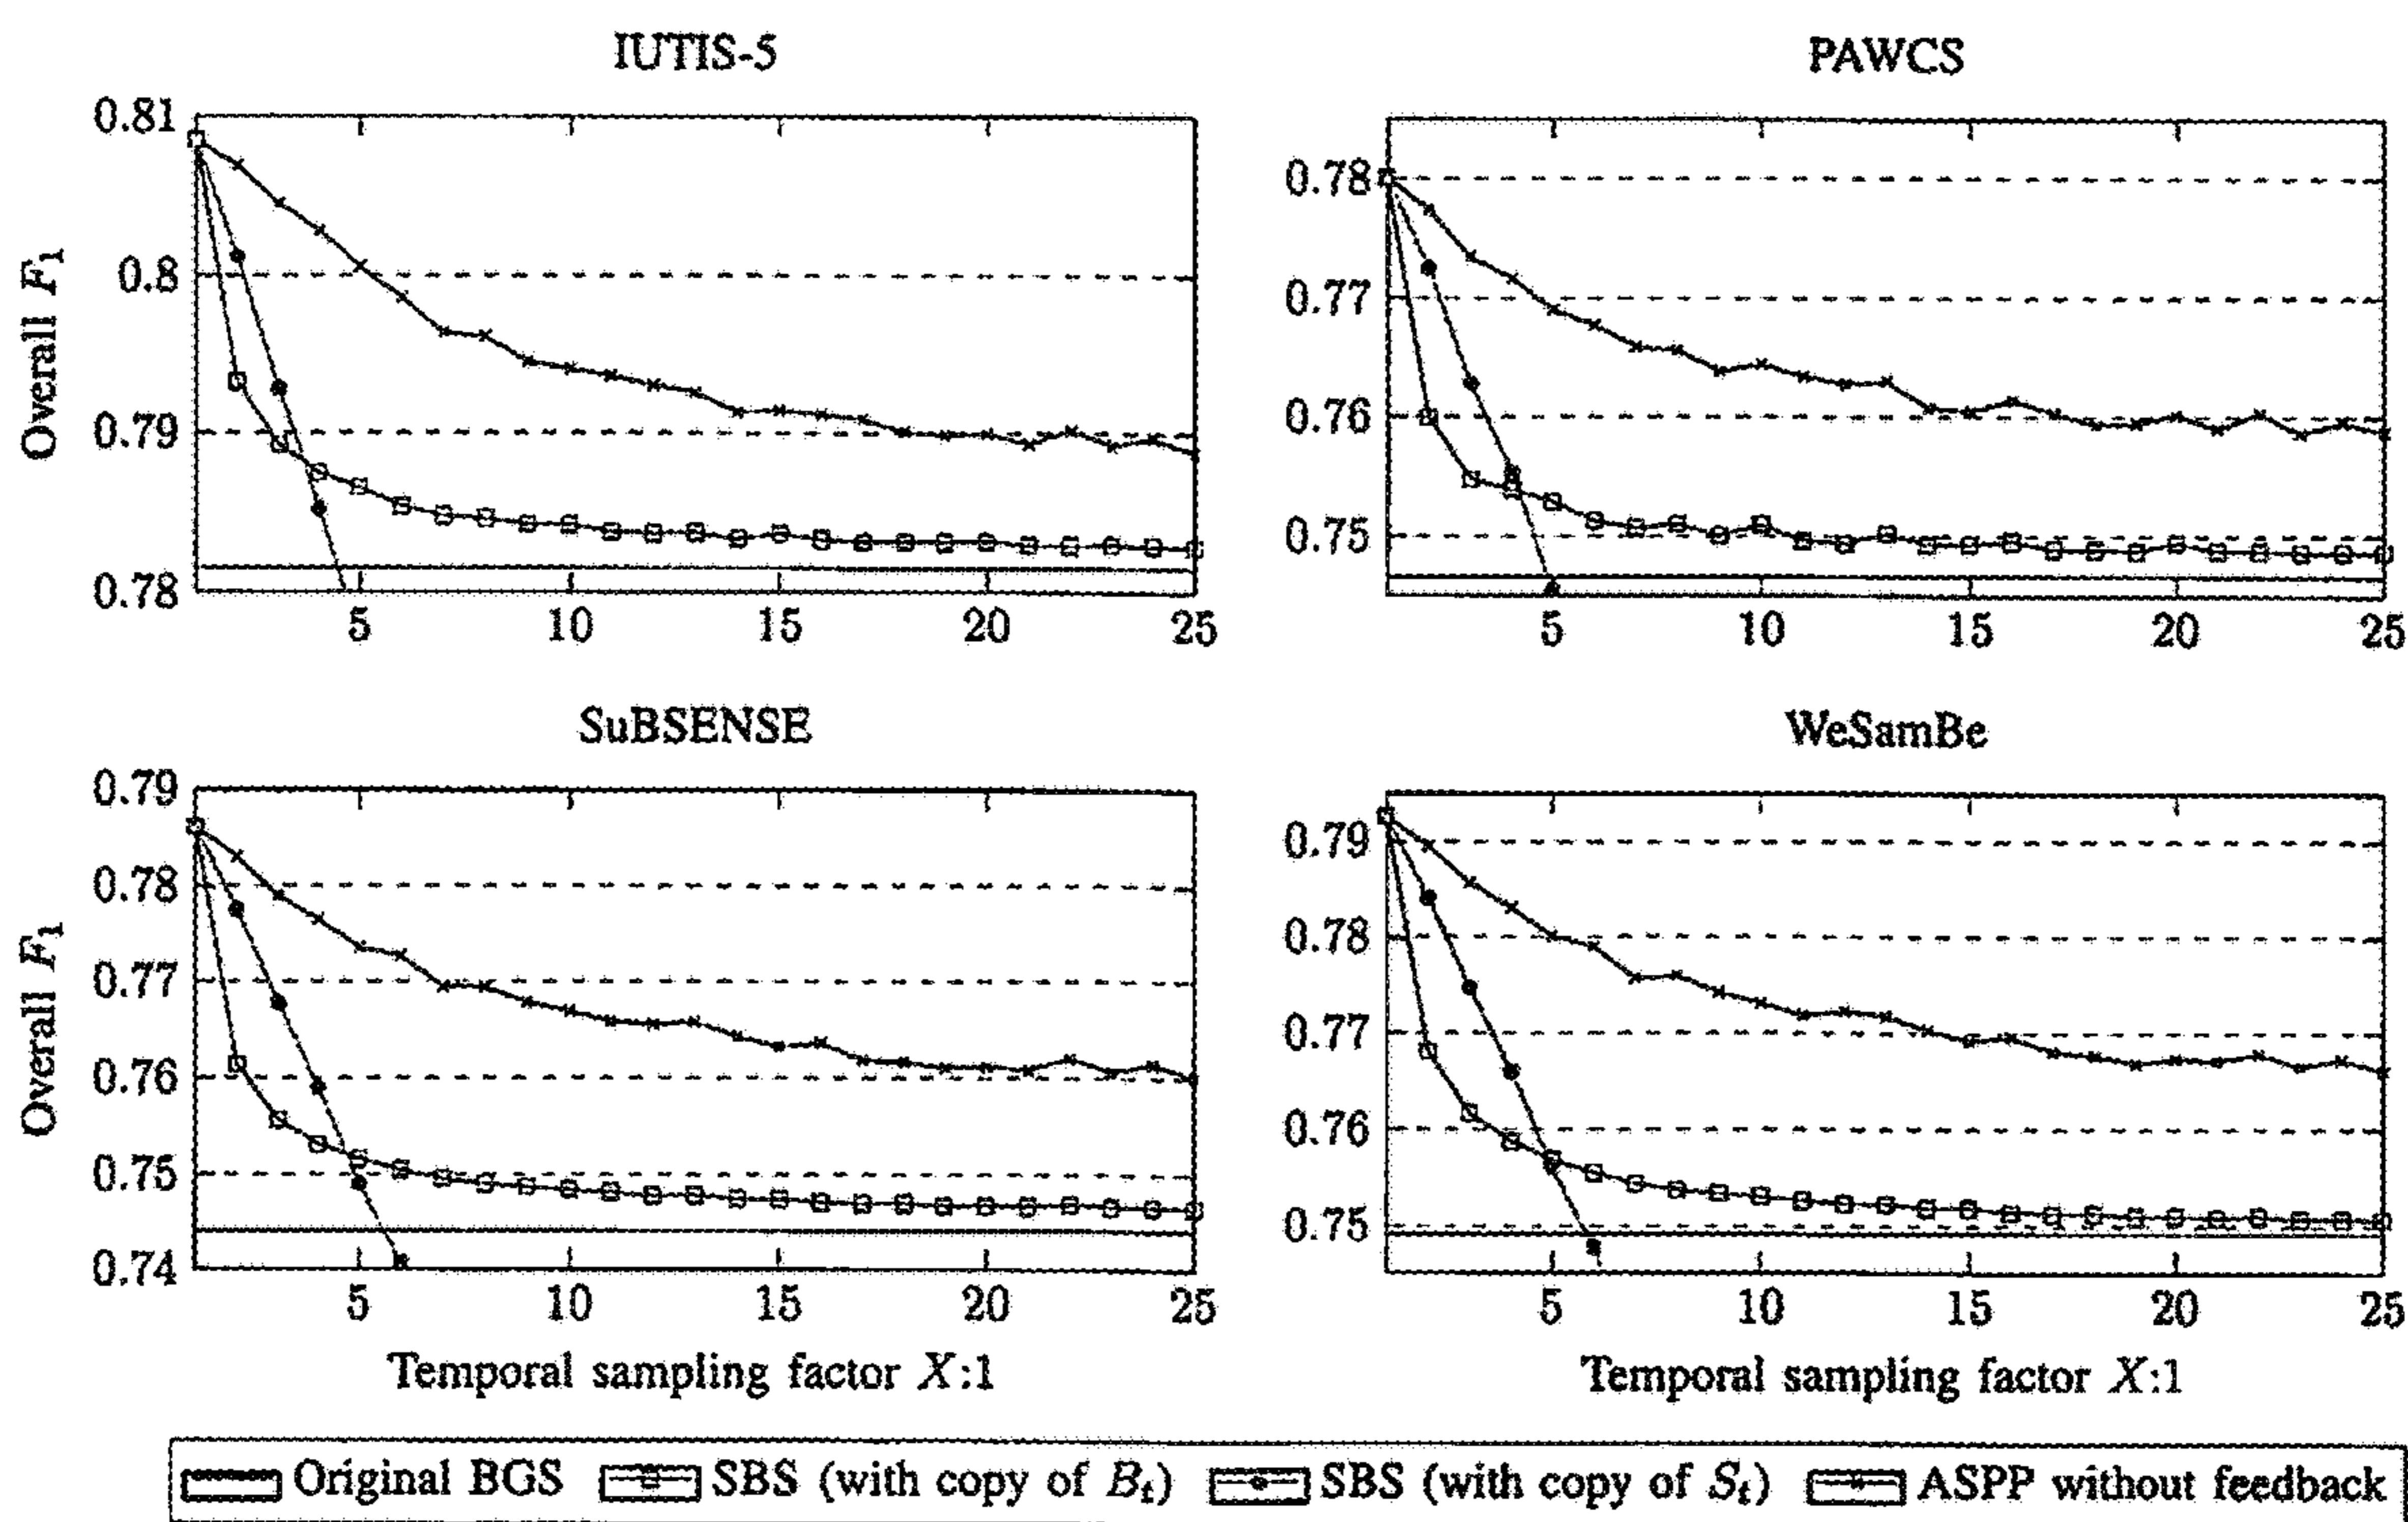 IUTIS-5
PAWCS
Overall F₁
0.81
0.8
0.79
0.78
5 10 15 20 25
0.78
0.77
0.76
0.75
5 10 15 20 25
SuBSENSE
WeSamBe
Overall F₁
0.79
0.78
0.77
0.76
0.75
0.74
5 10 15 20 25
Temporal sampling factor X:1
0.79
0.78
0.77
0.76
0.75
5 10 15 20 25
Temporal sampling factor X:1
Original BGS SBS (with copy of Bₜ) SBS (with copy of Sₜ) ASPP without feedback